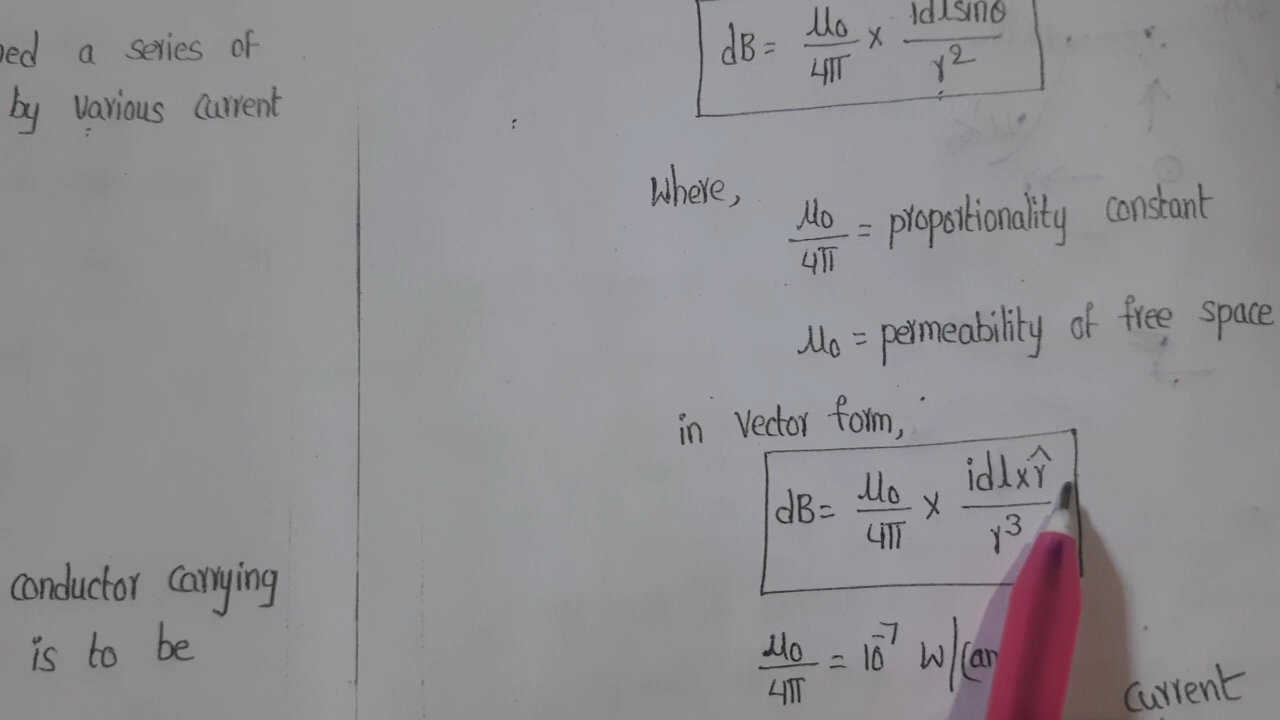 a series of
by various current
conductor carrying
is to be
dB = μ0/4π × idlsinθ/r²
Where,
μ0/4π = proportionality constant
μ0 = permeability of free space
in vector form,
dB = μ0/4π × idl×r̂/r³
μ0/4π = 10⁻⁷ W/(am
current